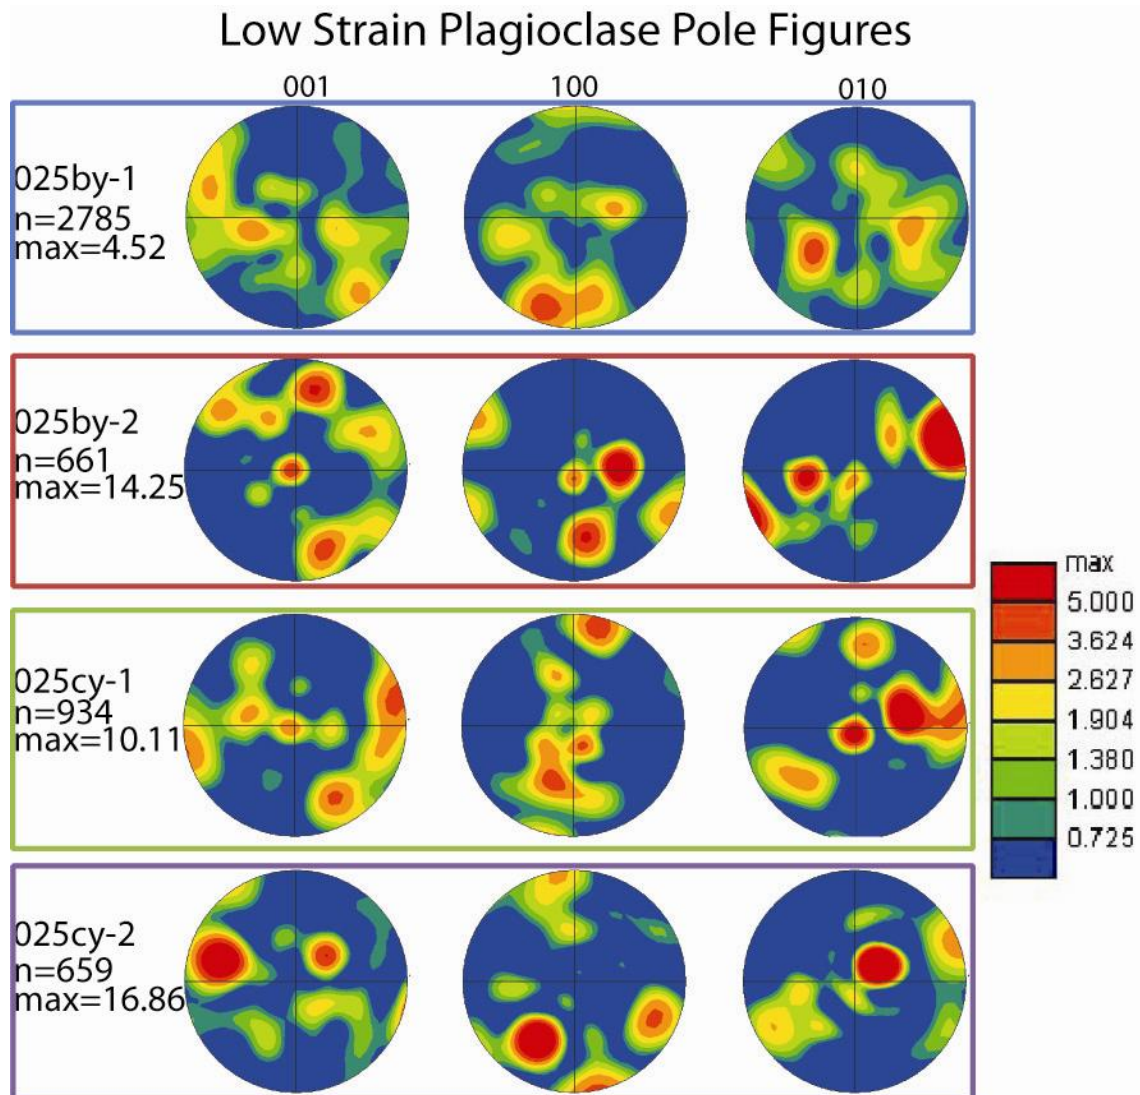 Low Strain Plagioclase Pole Figures
001 100 010
025by-1
n=2785
max=4.52
025by-2
n=661
max=14.25
025cy-1
n=934
max=10.11
025cy-2
n=659
max=16.86
max
5.000
3.624
2.627
1.904
1.380
1.000
0.725